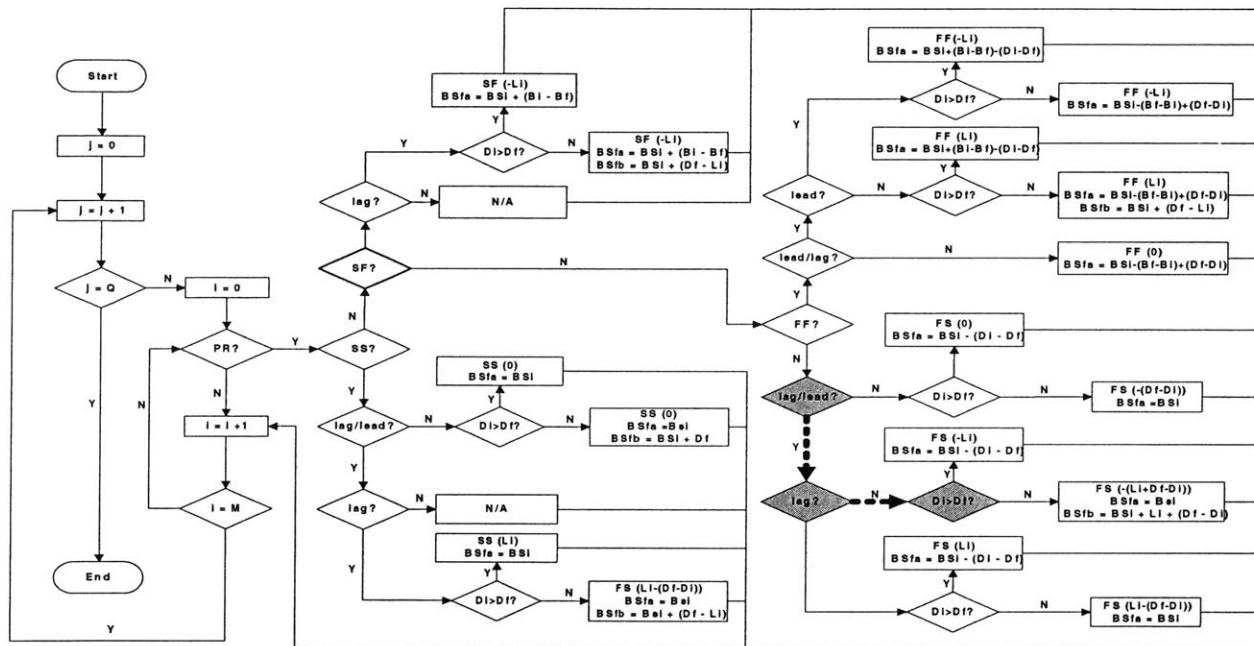 Start
j = 0
j = j + 1
j = Q
N
i = 0
PR?
Y
N
N
i = i +1
i = M
Y
End
Y
SF (-Li)
BSfa = BSi + (Bi - Bf)
Y
Y
Di>Df?
N
SF (-Li)
BSfa = BSi + (Bi - Bf)
BSfb = BSi + (Df - Li)
lag?
N
N/A
Y
SF?
N
N
SS?
Y
SS (0)
BSfa = BSi
Y
lag/lead?
N
Di>Df?
N
SS (0)
BSfa =Bsi
BSfb = BSi + Df
Y
lag?
N
N/A
Y
SS (Li)
BSfa = BSi
Y
Di>Df?
N
FS (Li-(Df-Di))
BSfa = Bsi
BSfb = Bsi + (Df - Li)
FF (-Li)
BSfa = BSi+(Bi-Bf)-(Di-Df)
Y
Y
Di>Df?
N
FF (-Li)
BSfa = BSi-(Bf-Bi)+(Df-Di)
FF (Li)
BSfa = BSi+(Bi-Bf)-(Di-Df)
Y
lead?
N
Di>Df?
N
FF (Li)
BSfa = BSi-(Bf-Bi)+(Df-Di)
BSfb = BSi + (Df - Li)
Y
lead/lag?
N
FF (0)
BSfa = BSi-(Bf-Bi)+(Df-Di)
Y
FF?
N
FS (0)
BSfa = BSi - (Di - Df)
Y
lag/lead?
N
Di>Df?
N
FS (-(Df-Di))
BSfa =BSi
Y
FS (-Li)
BSfa = BSi - (Di - Df)
Y
lag?
N
Di>Df?
N
FS (-(Li+Df-Di))
BSfa = Bsi
BSfb = BSi + Li + (Df - Di)
Y
FS (Li)
BSfa = BSi - (Di - Df)
Y
Di>Df?
N
FS (Li-(Df-Di))
BSfa = BSi